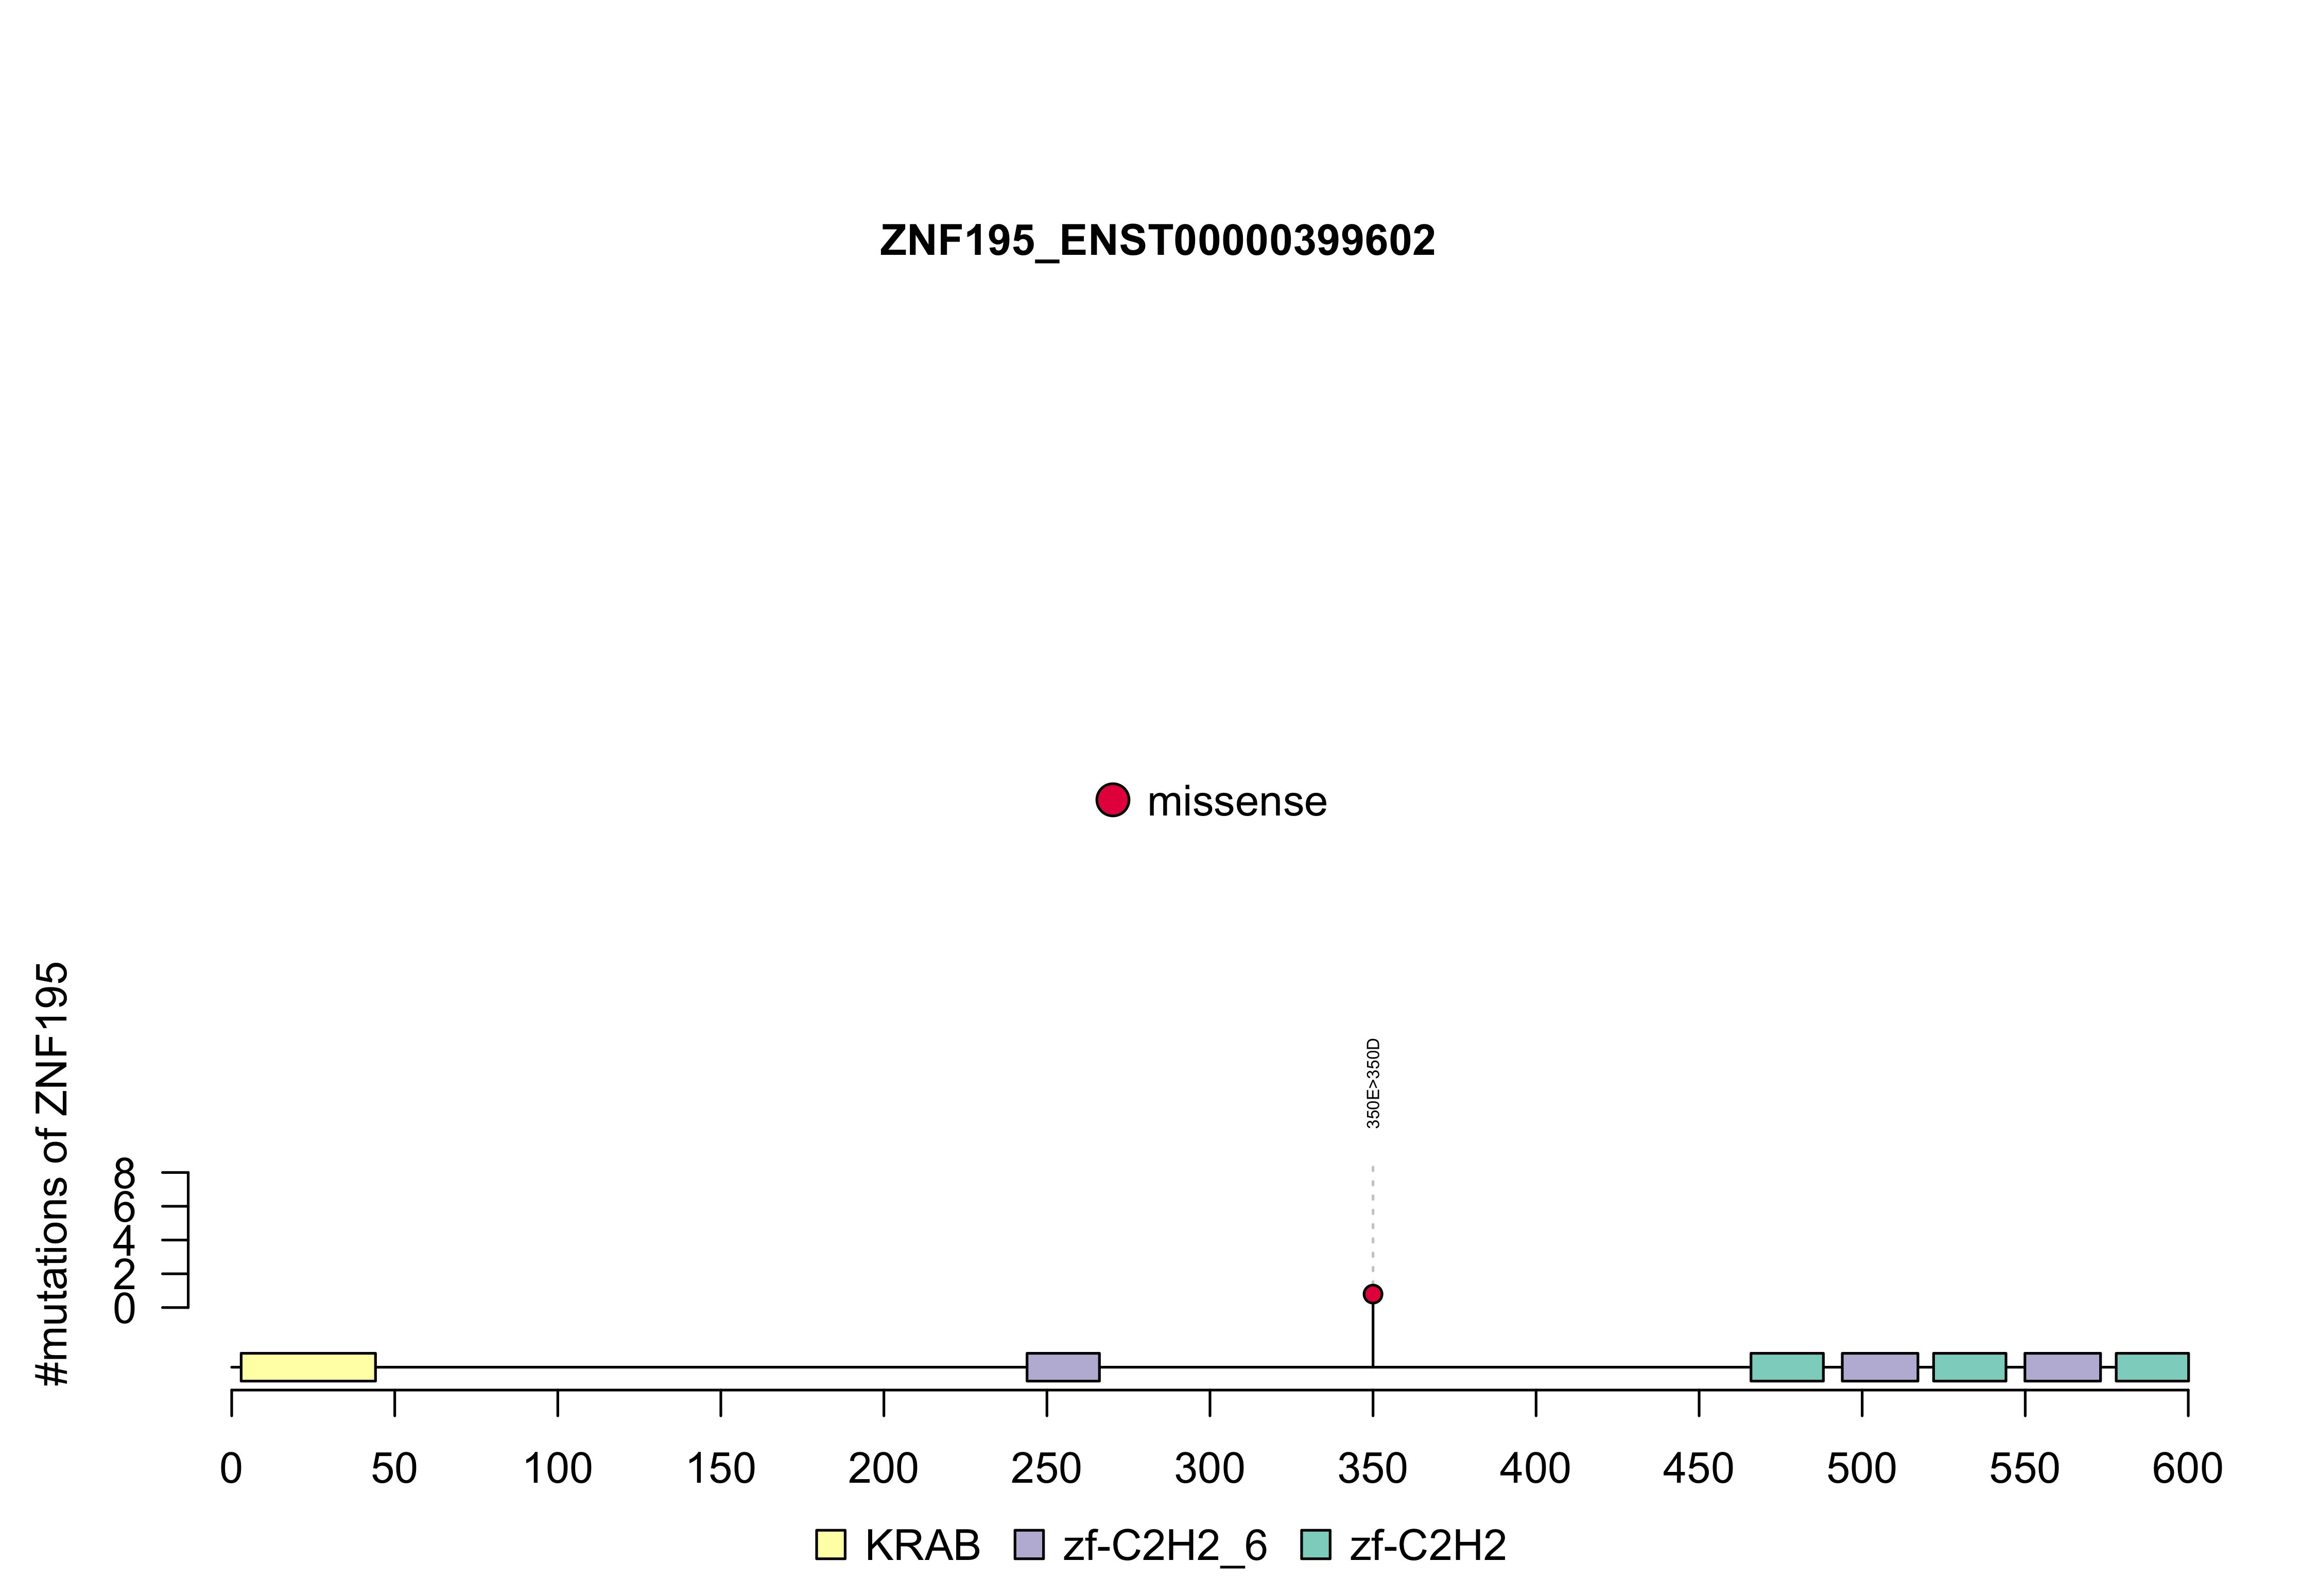 ZNF195_ENST00000399602
missense
#mutations of ZNF195
350E>350D
8
6
4
2
0
0 50 100 150 200 250 300 350 400 450 500 550 600
KRAB zf-C2H2_6 zf-C2H2